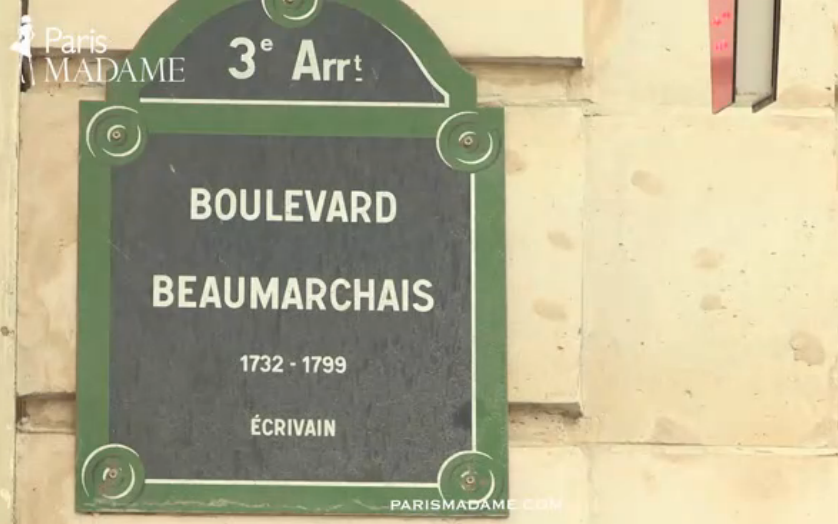 Paris
MADAME
3e Arrt
BOULEVARD
BEAUMARCHAIS
1732 - 1799
ÉCRIVAIN
PARISMADAME.COM